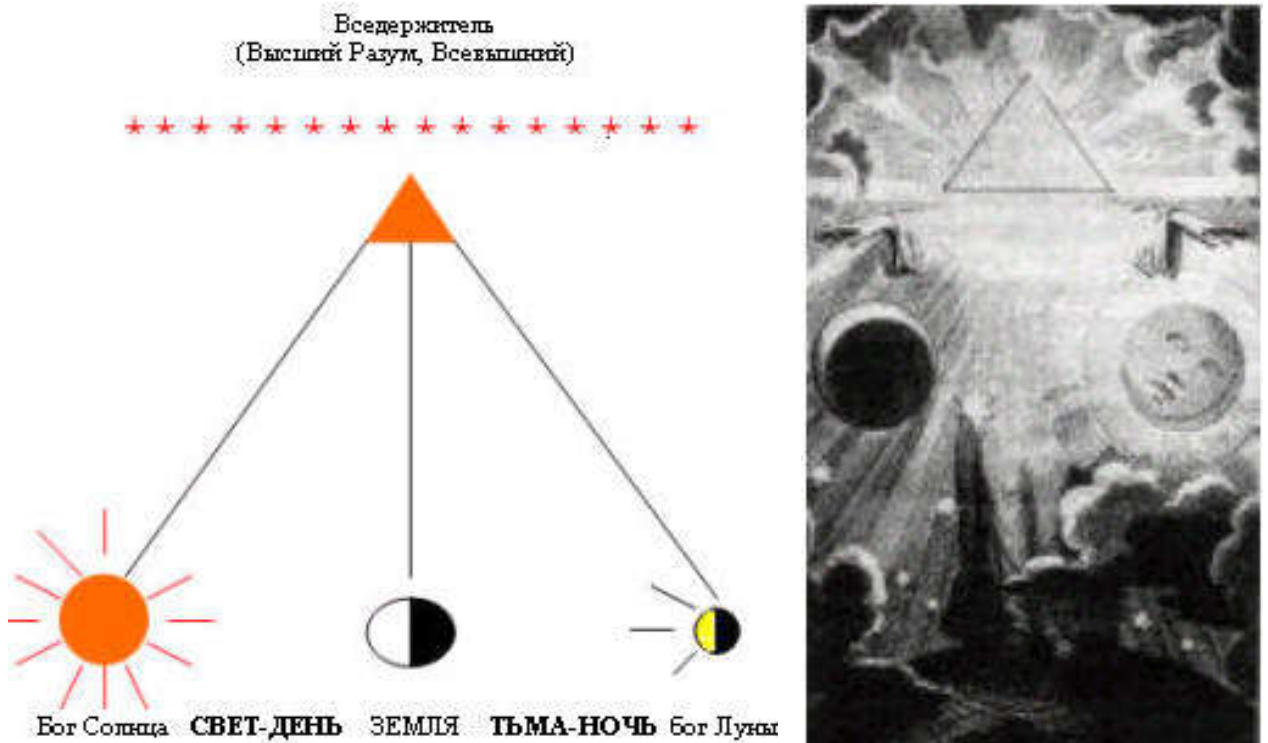 Вседержитель
(Высший Разум, Всевышний)
* * * * * * * * * * * * * * * *
Бог Солнца СВЕТ-ДЕНЬ ЗЕМЛЯ ТЬМА-НОЧЬ бог Луны